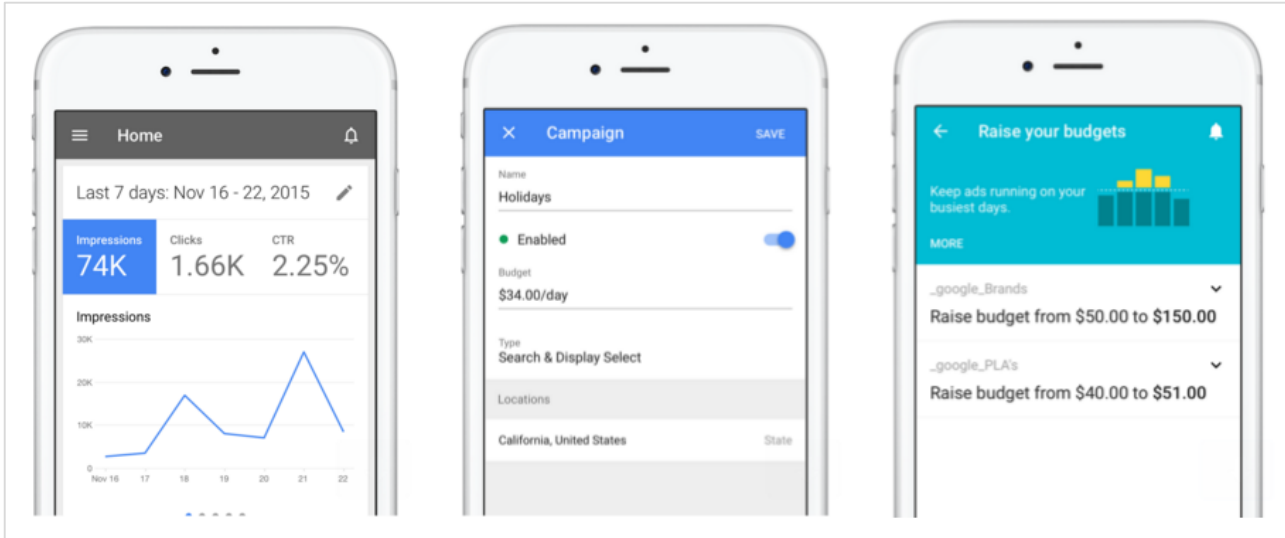 Home
Last 7 days: Nov 16 - 22, 2015
Impressions Clicks CTR
74K 1.66K 2.25%
Impressions
30K
20K
10K
0
Nov 16 17 18 19 20 21 22
Campaign SAVE
Name
Holidays
Enabled
Budget
$34.00/day
Type
Search & Display Select
Locations
California, United States State
Raise your budgets
Keep ads running on your
busiest days.
MORE
_google_Brands
Raise budget from $50.00 to $150.00
_google_PLA's
Raise budget from $40.00 to $51.00